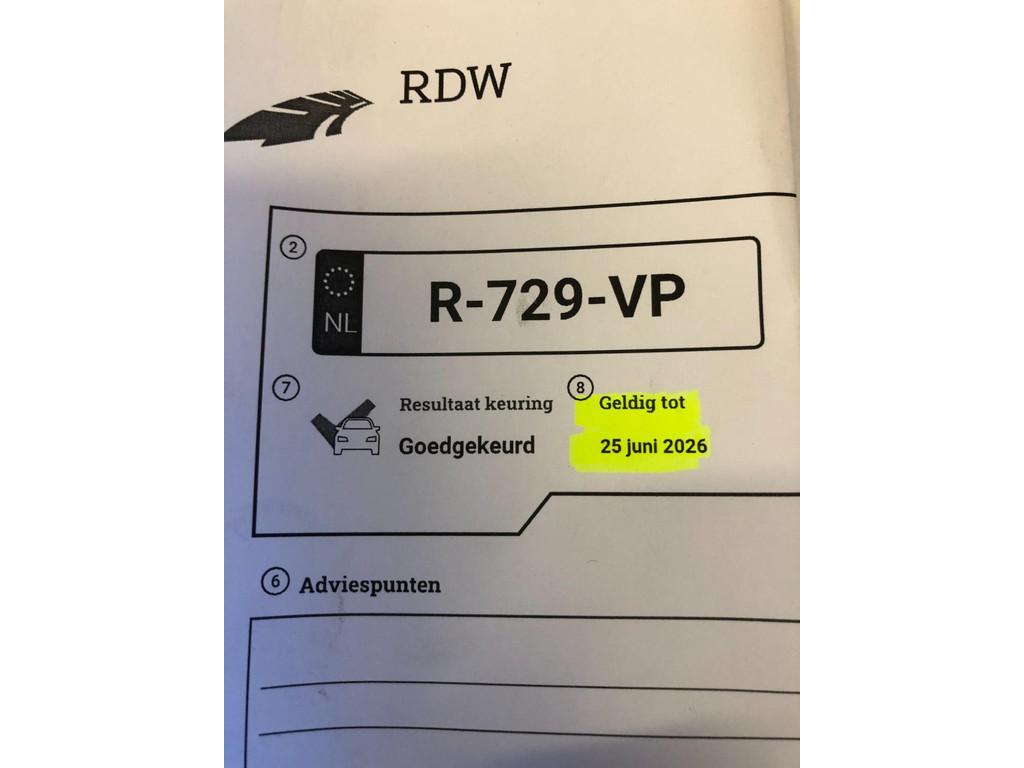 RDW
2
NL
R-729-VP
7
Resultaat keuring
Goedgekeurd
8
Geldig tot
25 juni 2026
6 Adviespunten